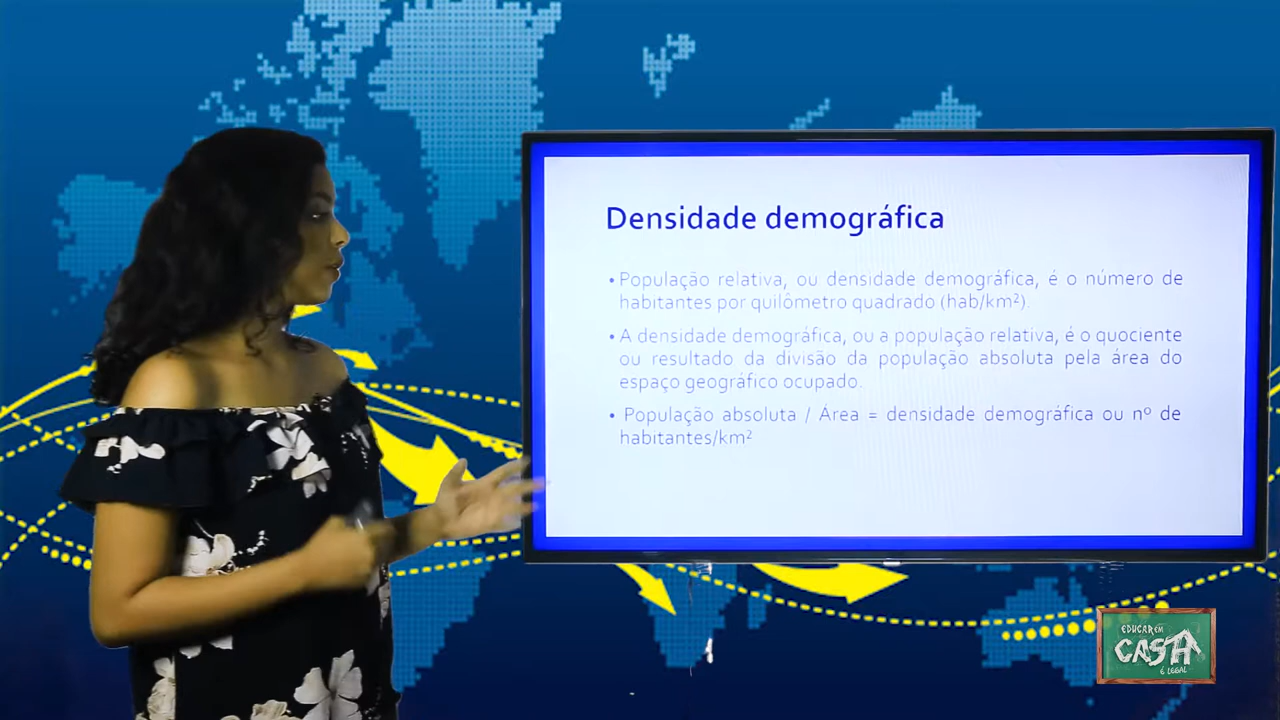 Densidade demográfica
• População relativa, ou densidade demográfica, é o número de
habitantes por quilômetro quadrado (hab/km²).
• A densidade demográfica, ou a população relativa, é o quociente
ou resultado da divisão da população absoluta pela área do
espaço geográfico ocupado.
• População absoluta / Área = densidade demográfica ou nº de
habitantes/km²
EDUCAR EM
CASA
É LEGAL